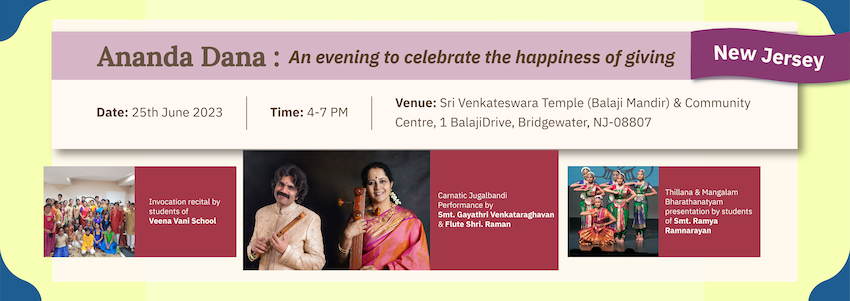 Ananda Dana : An evening to celebrate the happiness of giving
New Jersey
Date: 25th June 2023
Time: 4-7 PM
Venue: Sri Venkateswara Temple (Balaji Mandir) & Community
Centre, 1 BalajiDrive, Bridgewater, NJ-08807
Invocation recital by
students of
Veena Vani School
Carnatic Jugalbandi
Performance by
Smt. Gayathri Venkataraghavan
& Flute Shri. Raman
Thillana & Mangalam
Bharathanatyam
presentation by students
of Smt. Ramya
Ramnarayan